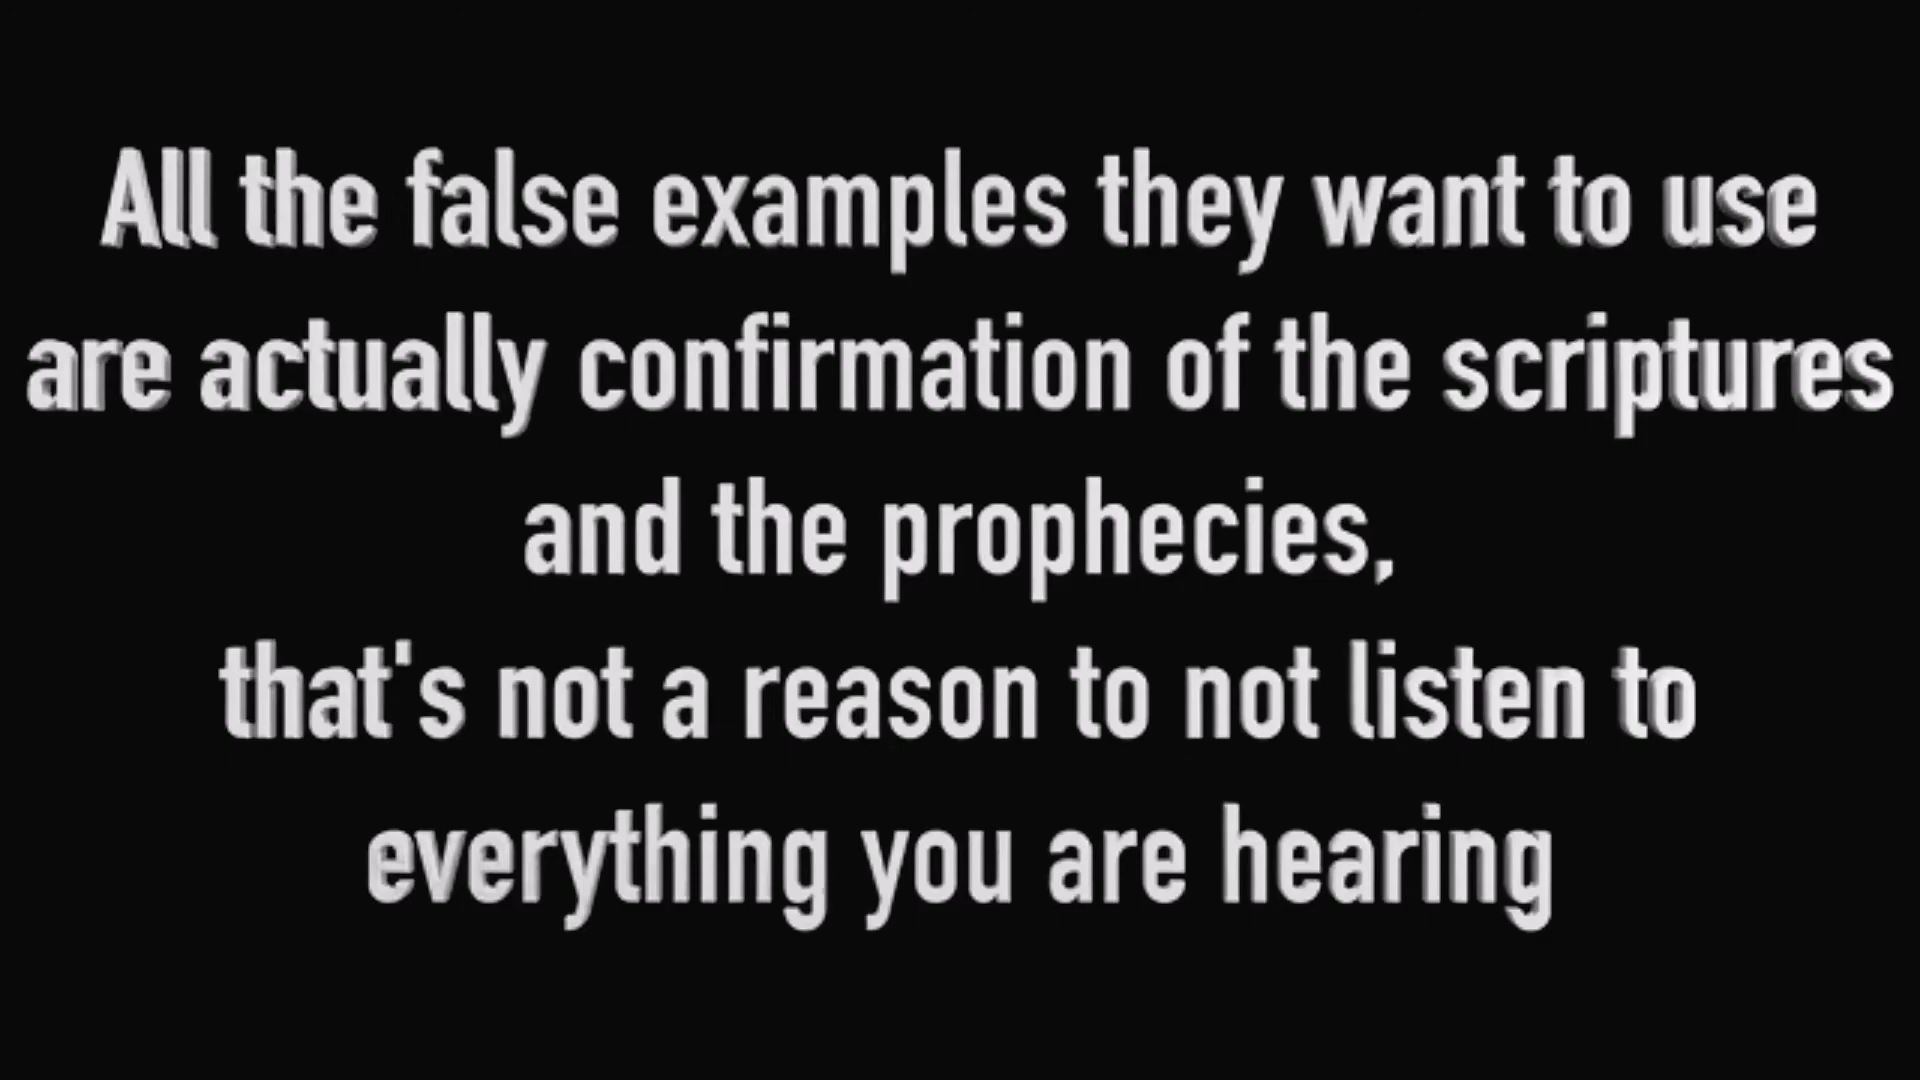 All the false examples they want to use
are actually confirmation of the scriptures
and the prophecies,
that's not a reason to not listen to
everything you are hearing